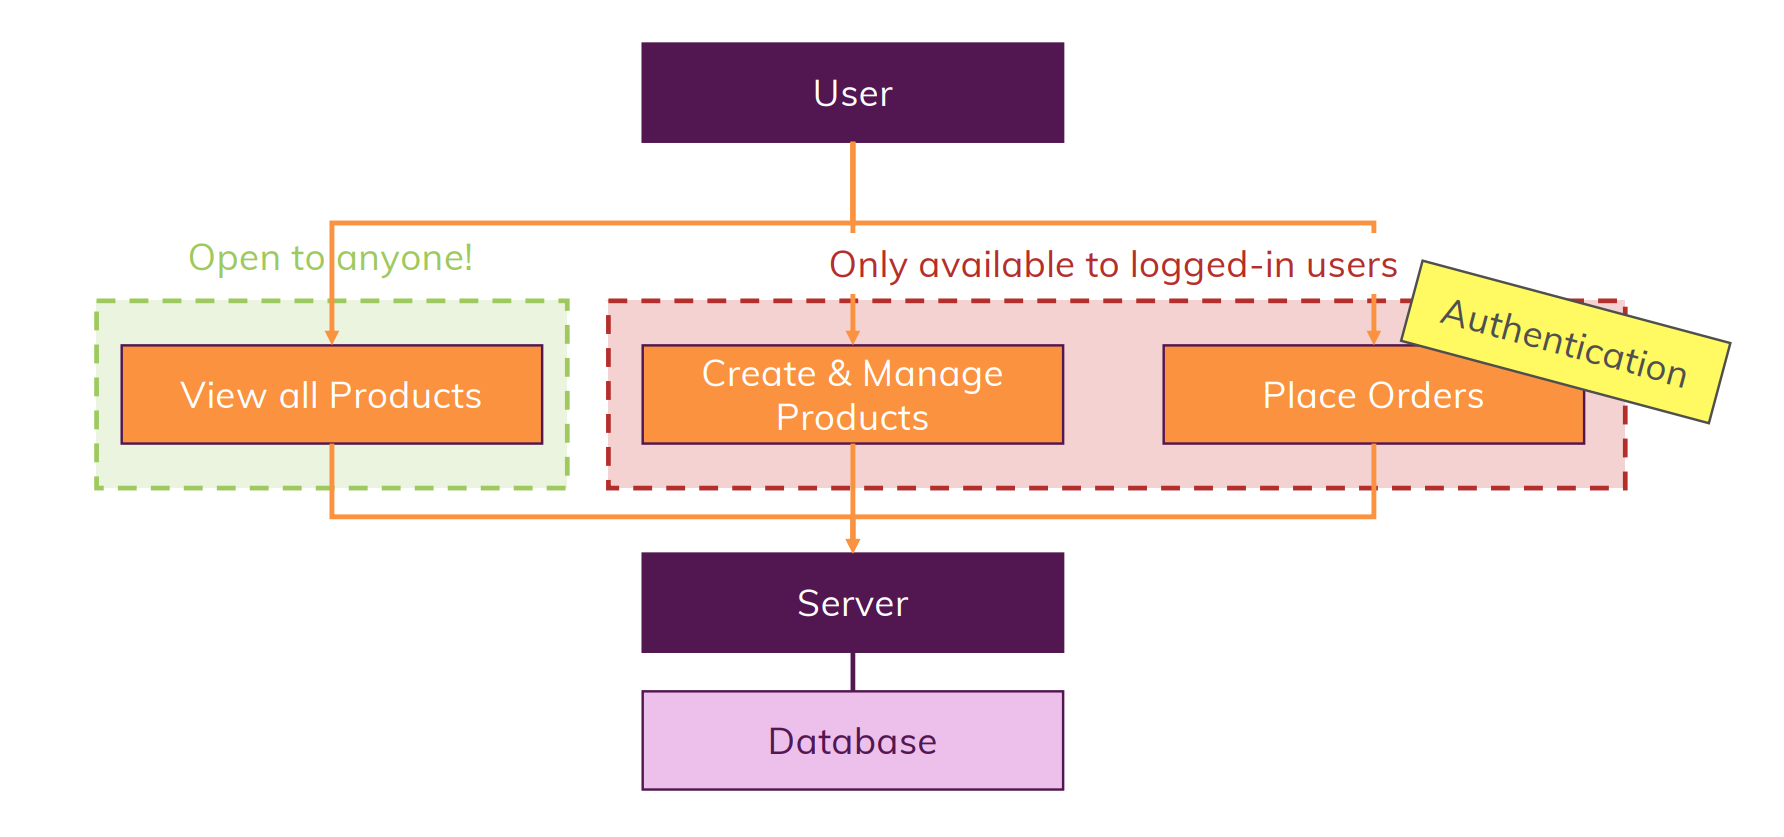 User
Open to anyone!
Only available to logged-in users
Authentication
View all Products
Create & Manage
Products
Place Orders
Server
Database